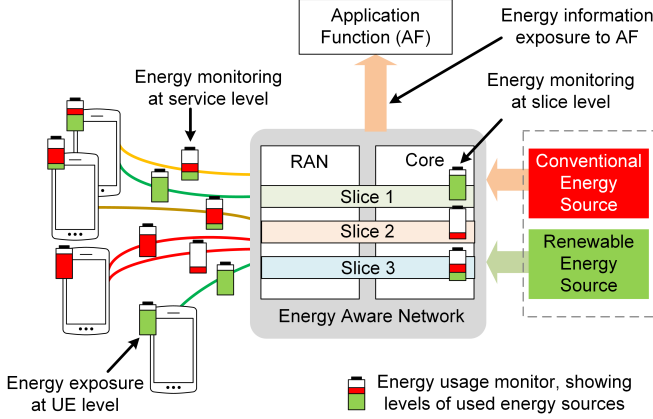 Application
Function (AF)
Energy information
exposure to AF
Energy monitoring
at service level
Energy monitoring
at slice level
RAN
Core
Slice 1
Slice 2
Slice 3
Energy Aware Network
Conventional
Energy
Source
Renewable
Energy
Source
Energy exposure
at UE level
Energy usage monitor, showing
levels of used energy sources